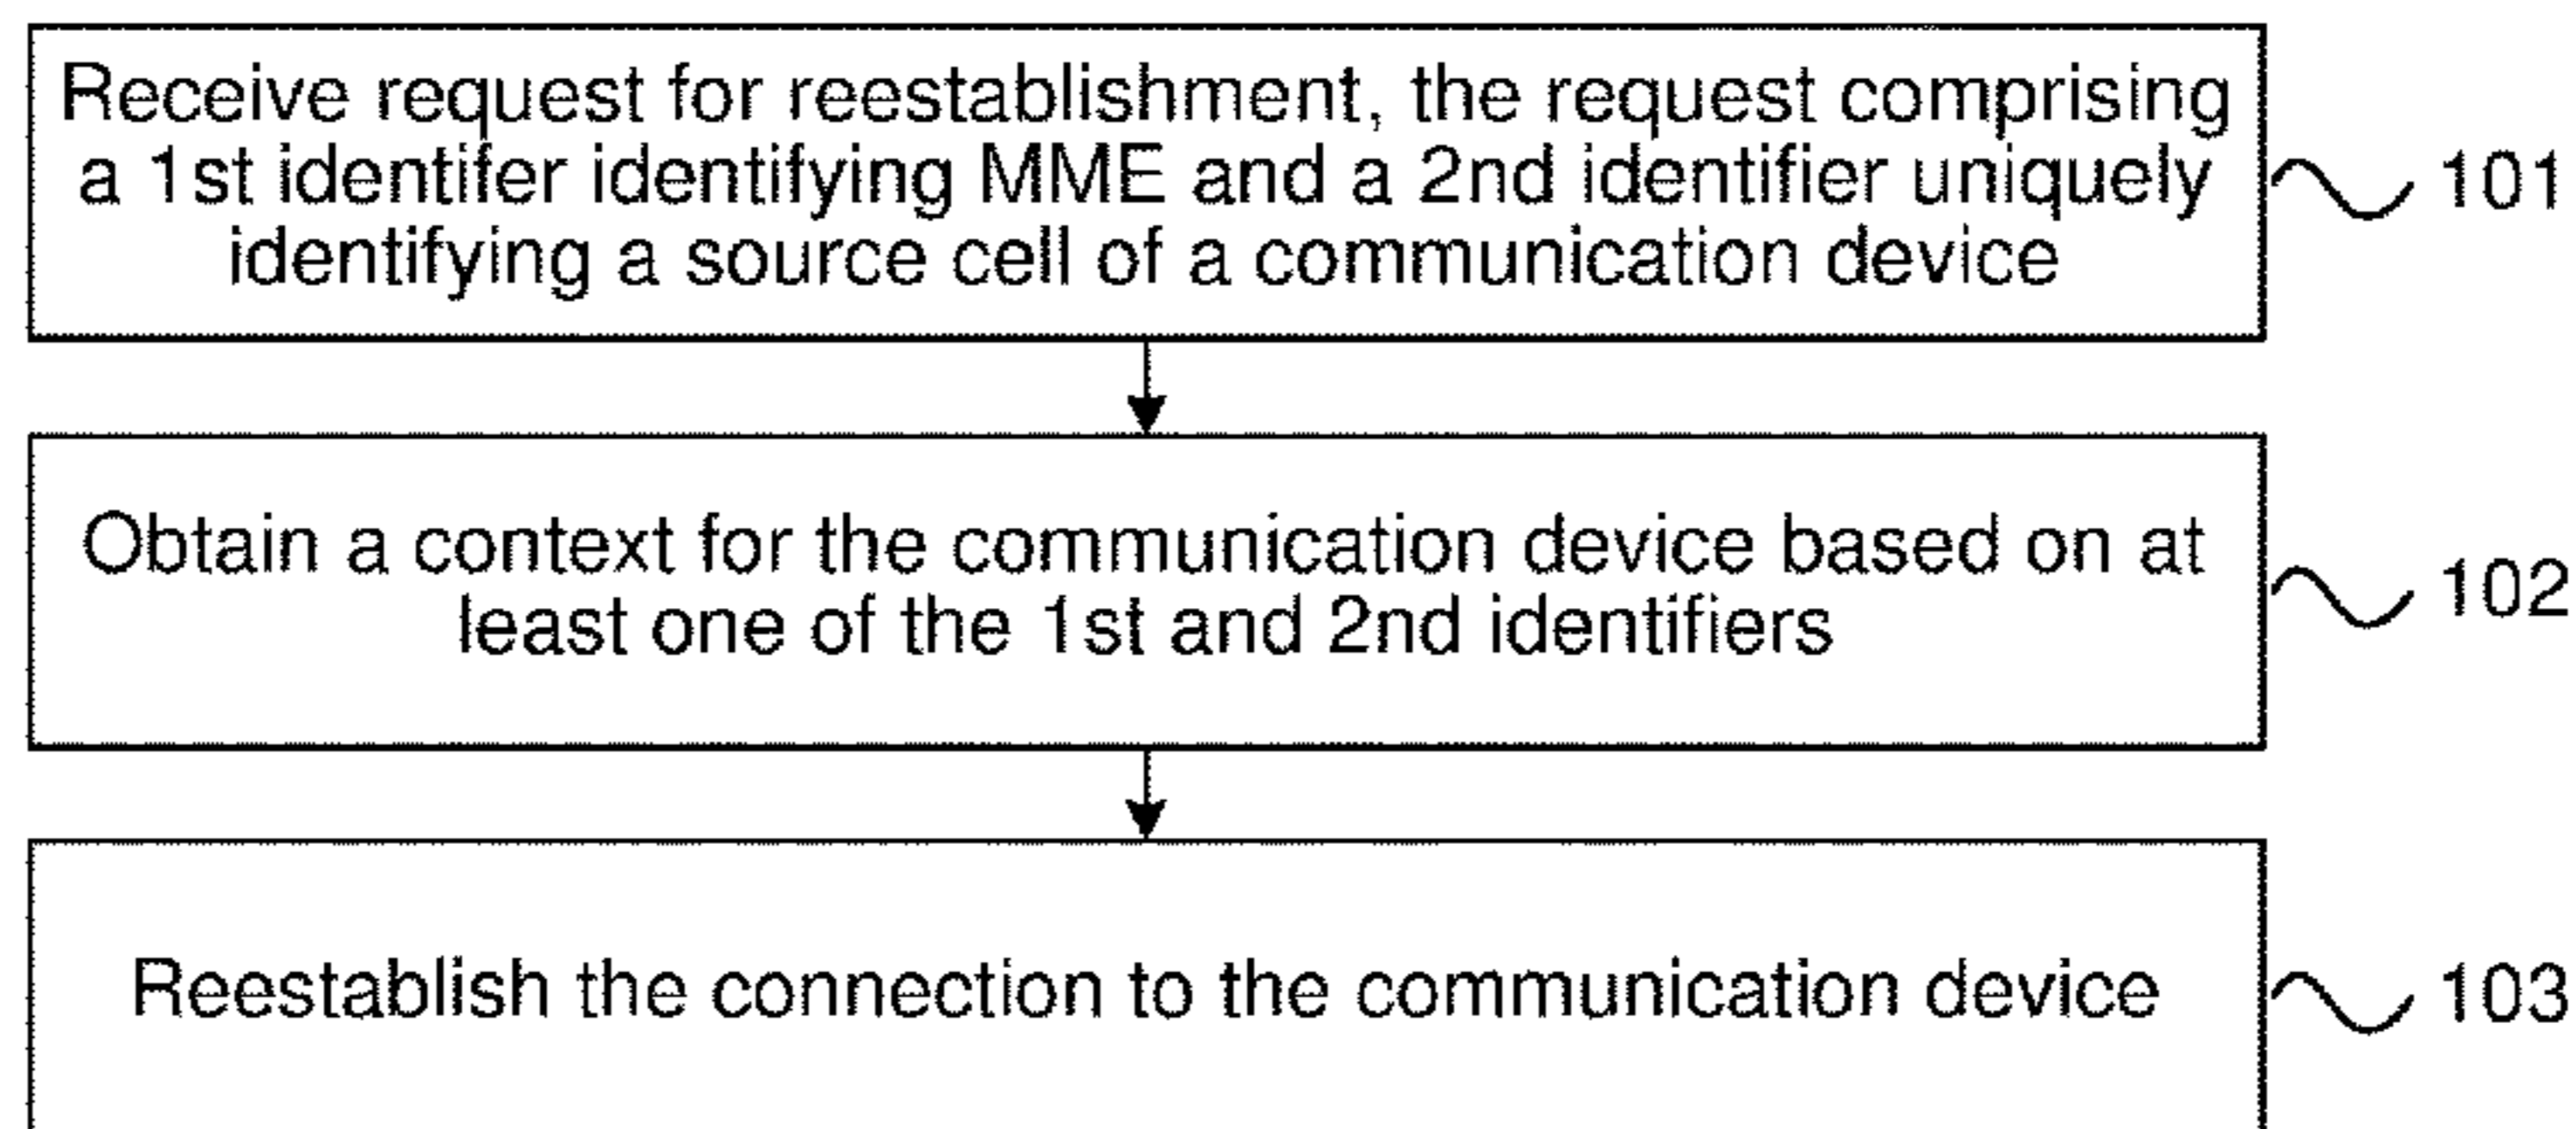 Receive request for reestablishment, the request comprising
a 1st identifer identifying MME and a 2nd identifier uniquely
identifying a source cell of a communication device
101
Obtain a context for the communication device based on at
least one of the 1st and 2nd identifiers
102
Reestablish the connection to the communication device
103